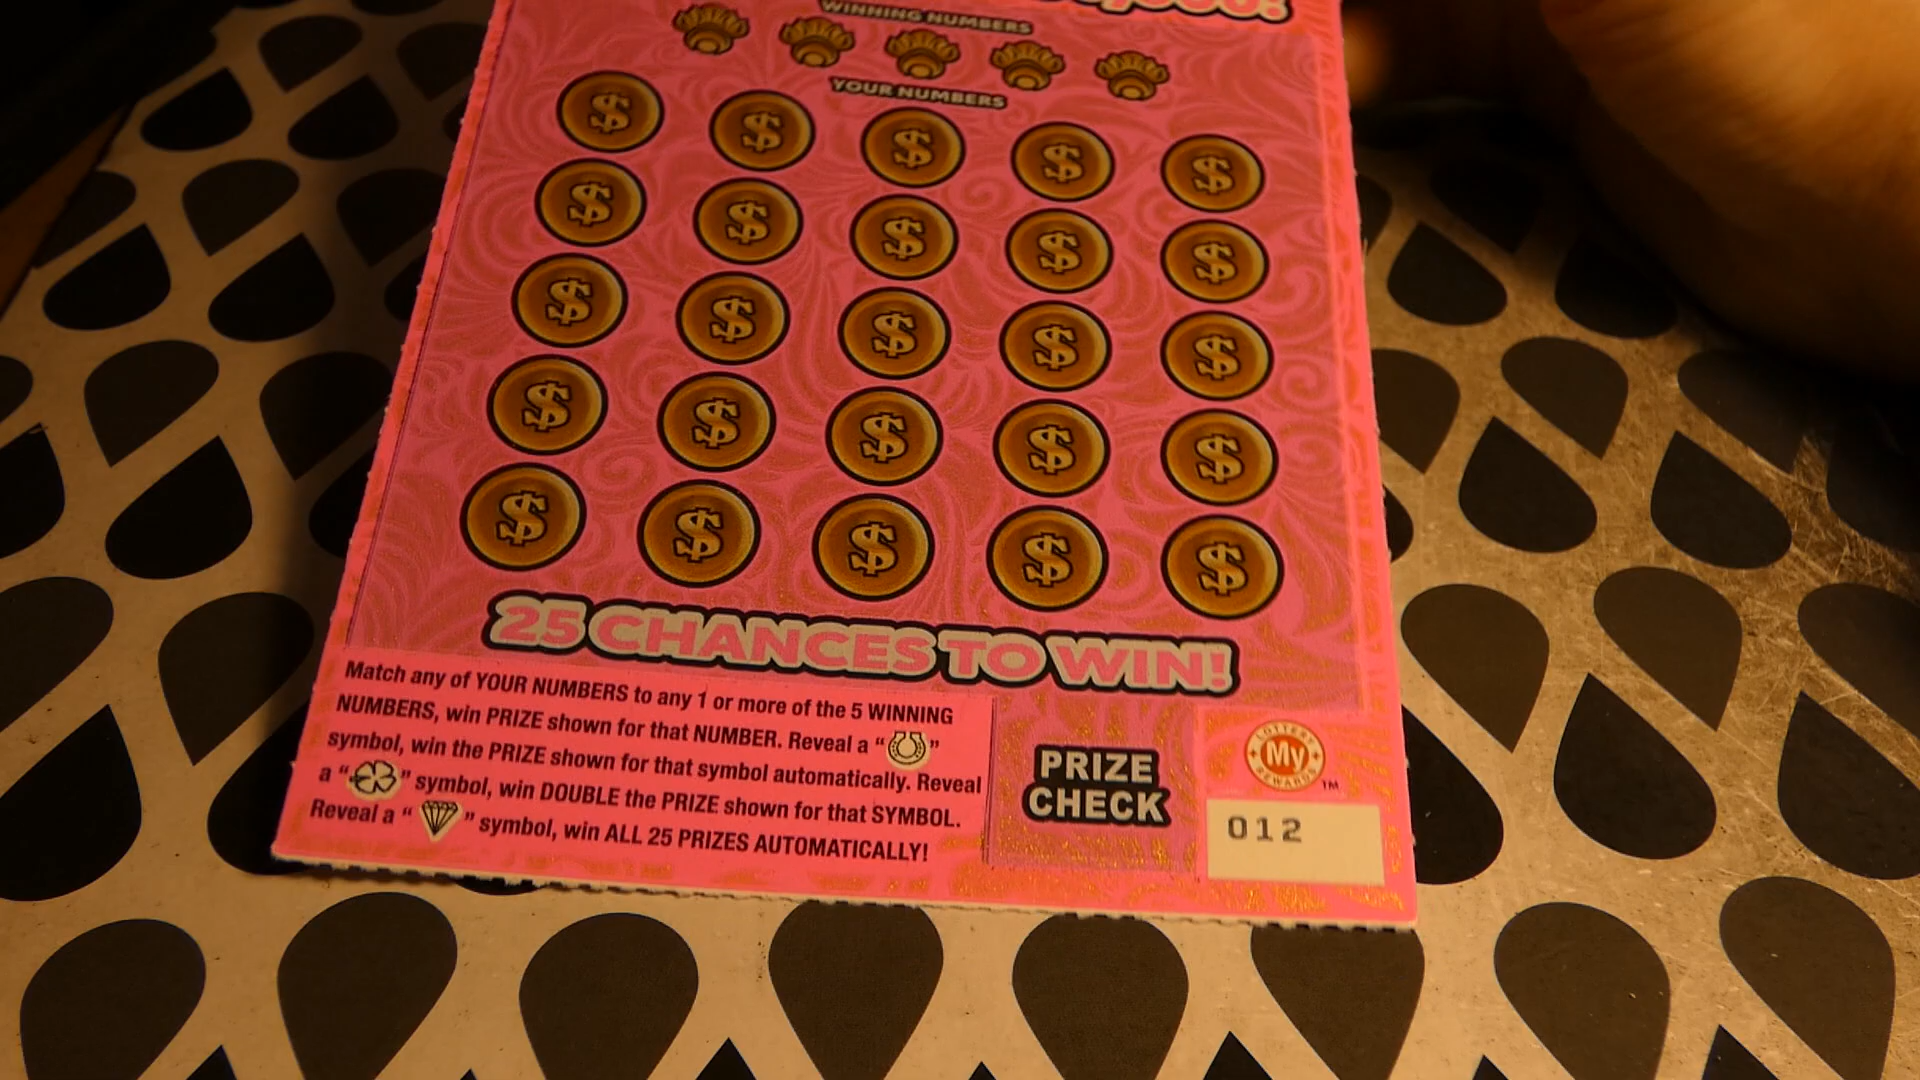 WINNING NUMBERS
YOUR NUMBERS
$ $ $ $ $
$ $ $ $ $
$ $ $ $ $
$ $ $ $ $
$ $ $ $ $
25 CHANCES TO WIN!
Match any of YOUR NUMBERS to any 1 or more of the 5 WINNING
NUMBERS, win PRIZE shown for that NUMBER. Reveal a " "
symbol, win the PRIZE shown for that symbol automatically. Reveal
a " " symbol, win DOUBLE the PRIZE shown for that SYMBOL.
Reveal a " " symbol, win ALL 25 PRIZES AUTOMATICALLY!
PRIZE
CHECK
LOTTERY
My
REWARDS
TM
012